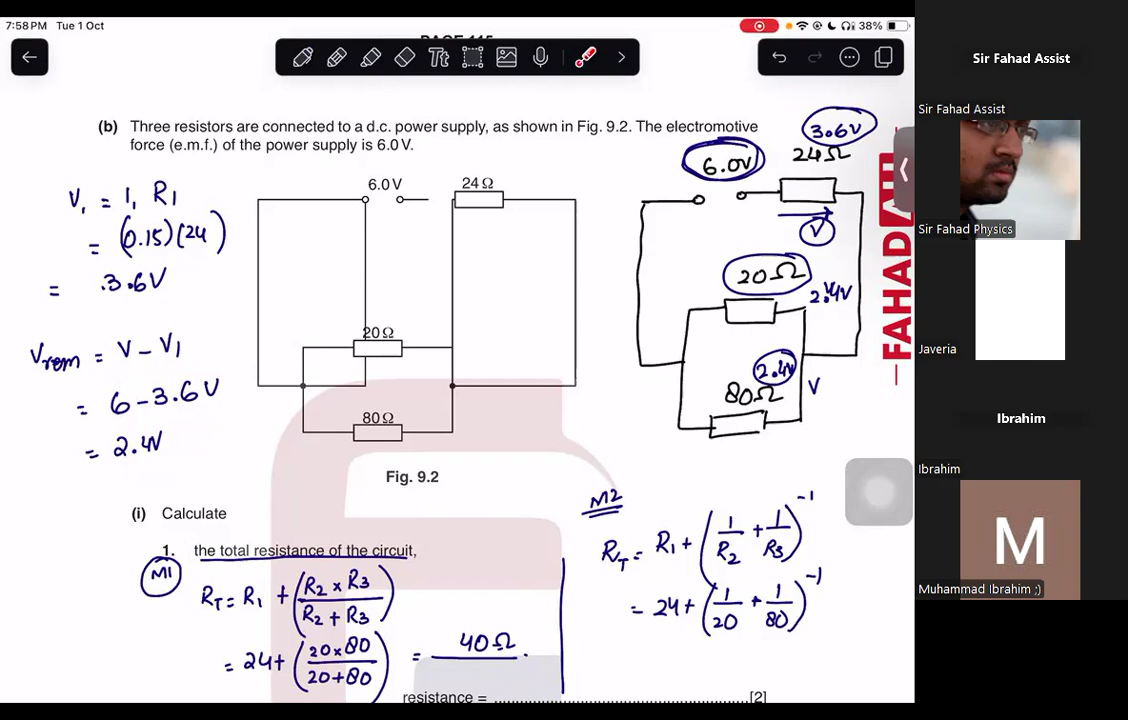 7:58 PM Tue 1 Oct
38%
Tt
(b) Three resistors are connected to a d.c. power supply, as shown in Fig. 9.2. The electromotive
force (e.m.f.) of the power supply is 6.0 V.
6.0 V
24 Ω
20 Ω
80 Ω
Fig. 9.2
V₁ = I, R₁
= (0.15)(24)
= .3.6V
Vrem = V - V₁
= 6 - 3.6V
= 2.4V
3.6V
6.0V
24Ω
V
20Ω
2.4V
2.4V
80Ω
V
FAHAD
(i) Calculate
1. the total resistance of the circuit,
M1
R_T = R₁ + (R₂ × R₃ / R₂ + R₃)
= 24 + (20×80 / 20+80) = 40Ω.
M2
R_T = R₁ + (1/R₂ + 1/R₃)⁻¹
= 24 + (1/20 + 1/80)⁻¹
resistance = ........................................................ [2]
Sir Fahad Assist
Sir Fahad Assist
Sir Fahad Physics
Javeria
Ibrahim
Ibrahim
M
Muhammad Ibrahim ;)